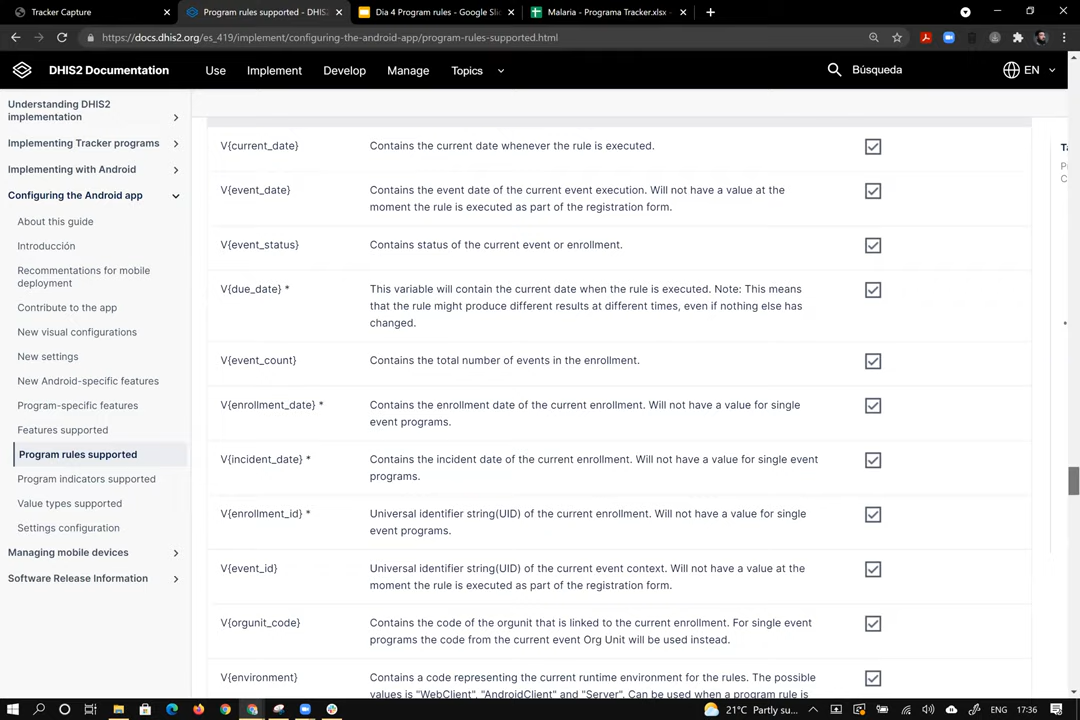 Tracker Capture
Program rules supported - DHIS2
Dia 4 Program rules - Google Sli
Malaria - Programa Tracker.xlsx -
https://docs.dhis2.org/es_419/implement/configuring-the-android-app/program-rules-supported.html
DHIS2 Documentation
Use
Implement
Develop
Manage
Topics
Búsqueda
EN
Understanding DHIS2
implementation
Implementing Tracker programs
Implementing with Android
Configuring the Android app
About this guide
Introducción
Recommentations for mobile
deployment
Contribute to the app
New visual configurations
New settings
New Android-specific features
Program-specific features
Features supported
Program rules supported
Program indicators supported
Value types supported
Settings configuration
Managing mobile devices
Software Release Information
V{current_date}
Contains the current date whenever the rule is executed.
V{event_date}
Contains the event date of the current event execution. Will not have a value at the
moment the rule is executed as part of the registration form.
V{event_status}
Contains status of the current event or enrollment.
V{due_date} *
This variable will contain the current date when the rule is executed. Note: This means
that the rule might produce different results at different times, even if nothing else has
changed.
V{event_count}
Contains the total number of events in the enrollment.
V{enrollment_date} *
Contains the enrollment date of the current enrollment. Will not have a value for single
event programs.
V{incident_date} *
Contains the incident date of the current enrollment. Will not have a value for single event
programs.
V{enrollment_id} *
Universal identifier string(UID) of the current enrollment. Will not have a value for single
event programs.
V{event_id}
Universal identifier string(UID) of the current event context. Will not have a value at the
moment the rule is executed as part of the registration form.
V{orgunit_code}
Contains the code of the orgunit that is linked to the current enrollment. For single event
programs the code from the current event Org Unit will be used instead.
V{environment}
Contains a code representing the current runtime environment for the rules. The possible
values is "WebClient", "AndroidClient" and "Server". Can be used when a program rule is
21°C Partly su...
ENG
17:36